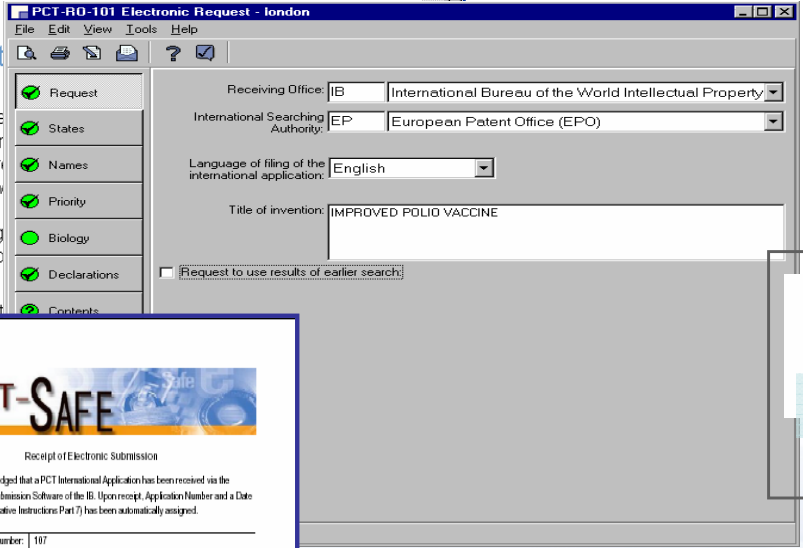 PCT-RO-101 Electronic Request - london
File Edit View Tools Help
Request
States
Names
Priority
Biology
Declarations
Contents
Receiving Office: IB International Bureau of the World Intellectual Property
International Searching
Authority: EP European Patent Office (EPO)
Language of filing of the
international application: English
Title of invention: IMPROVED POLIO VACCINE
Request to use results of earlier search:
T-SAFE
Safe
Receipt of Electronic Submission
dged that a PCT International Application has been received via the
bmission Software of the IB. Upon receipt, Application Number and a Date
ative Instructions Part 7) has been automatically assigned.
umber: 107